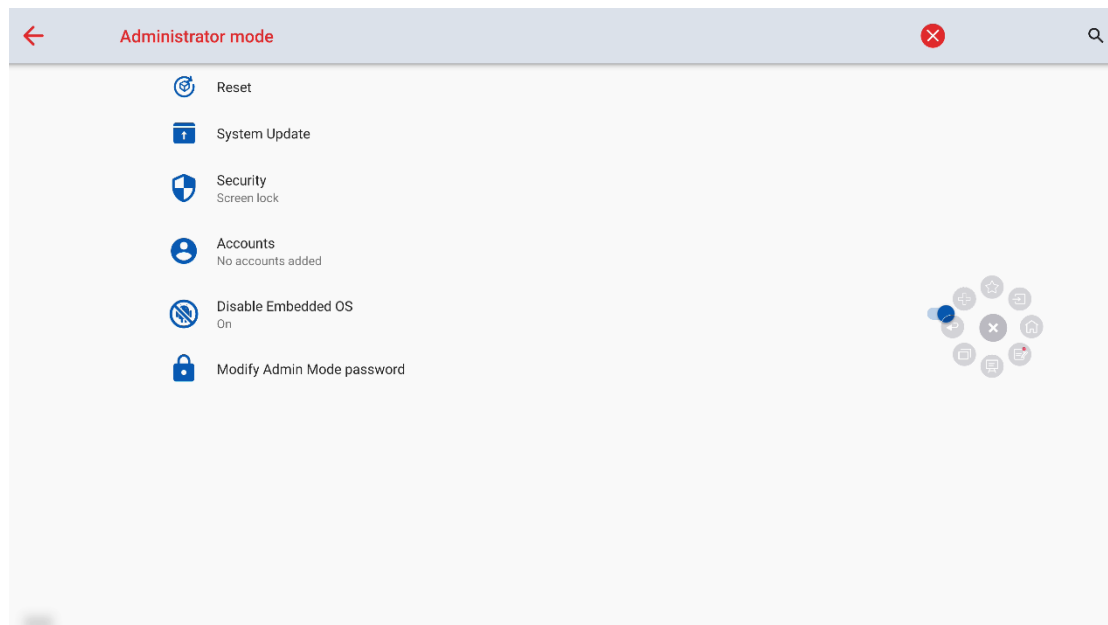 Administrator mode
Reset
System Update
Security
Screen lock
Accounts
No accounts added
Disable Embedded OS
On
Modify Admin Mode password